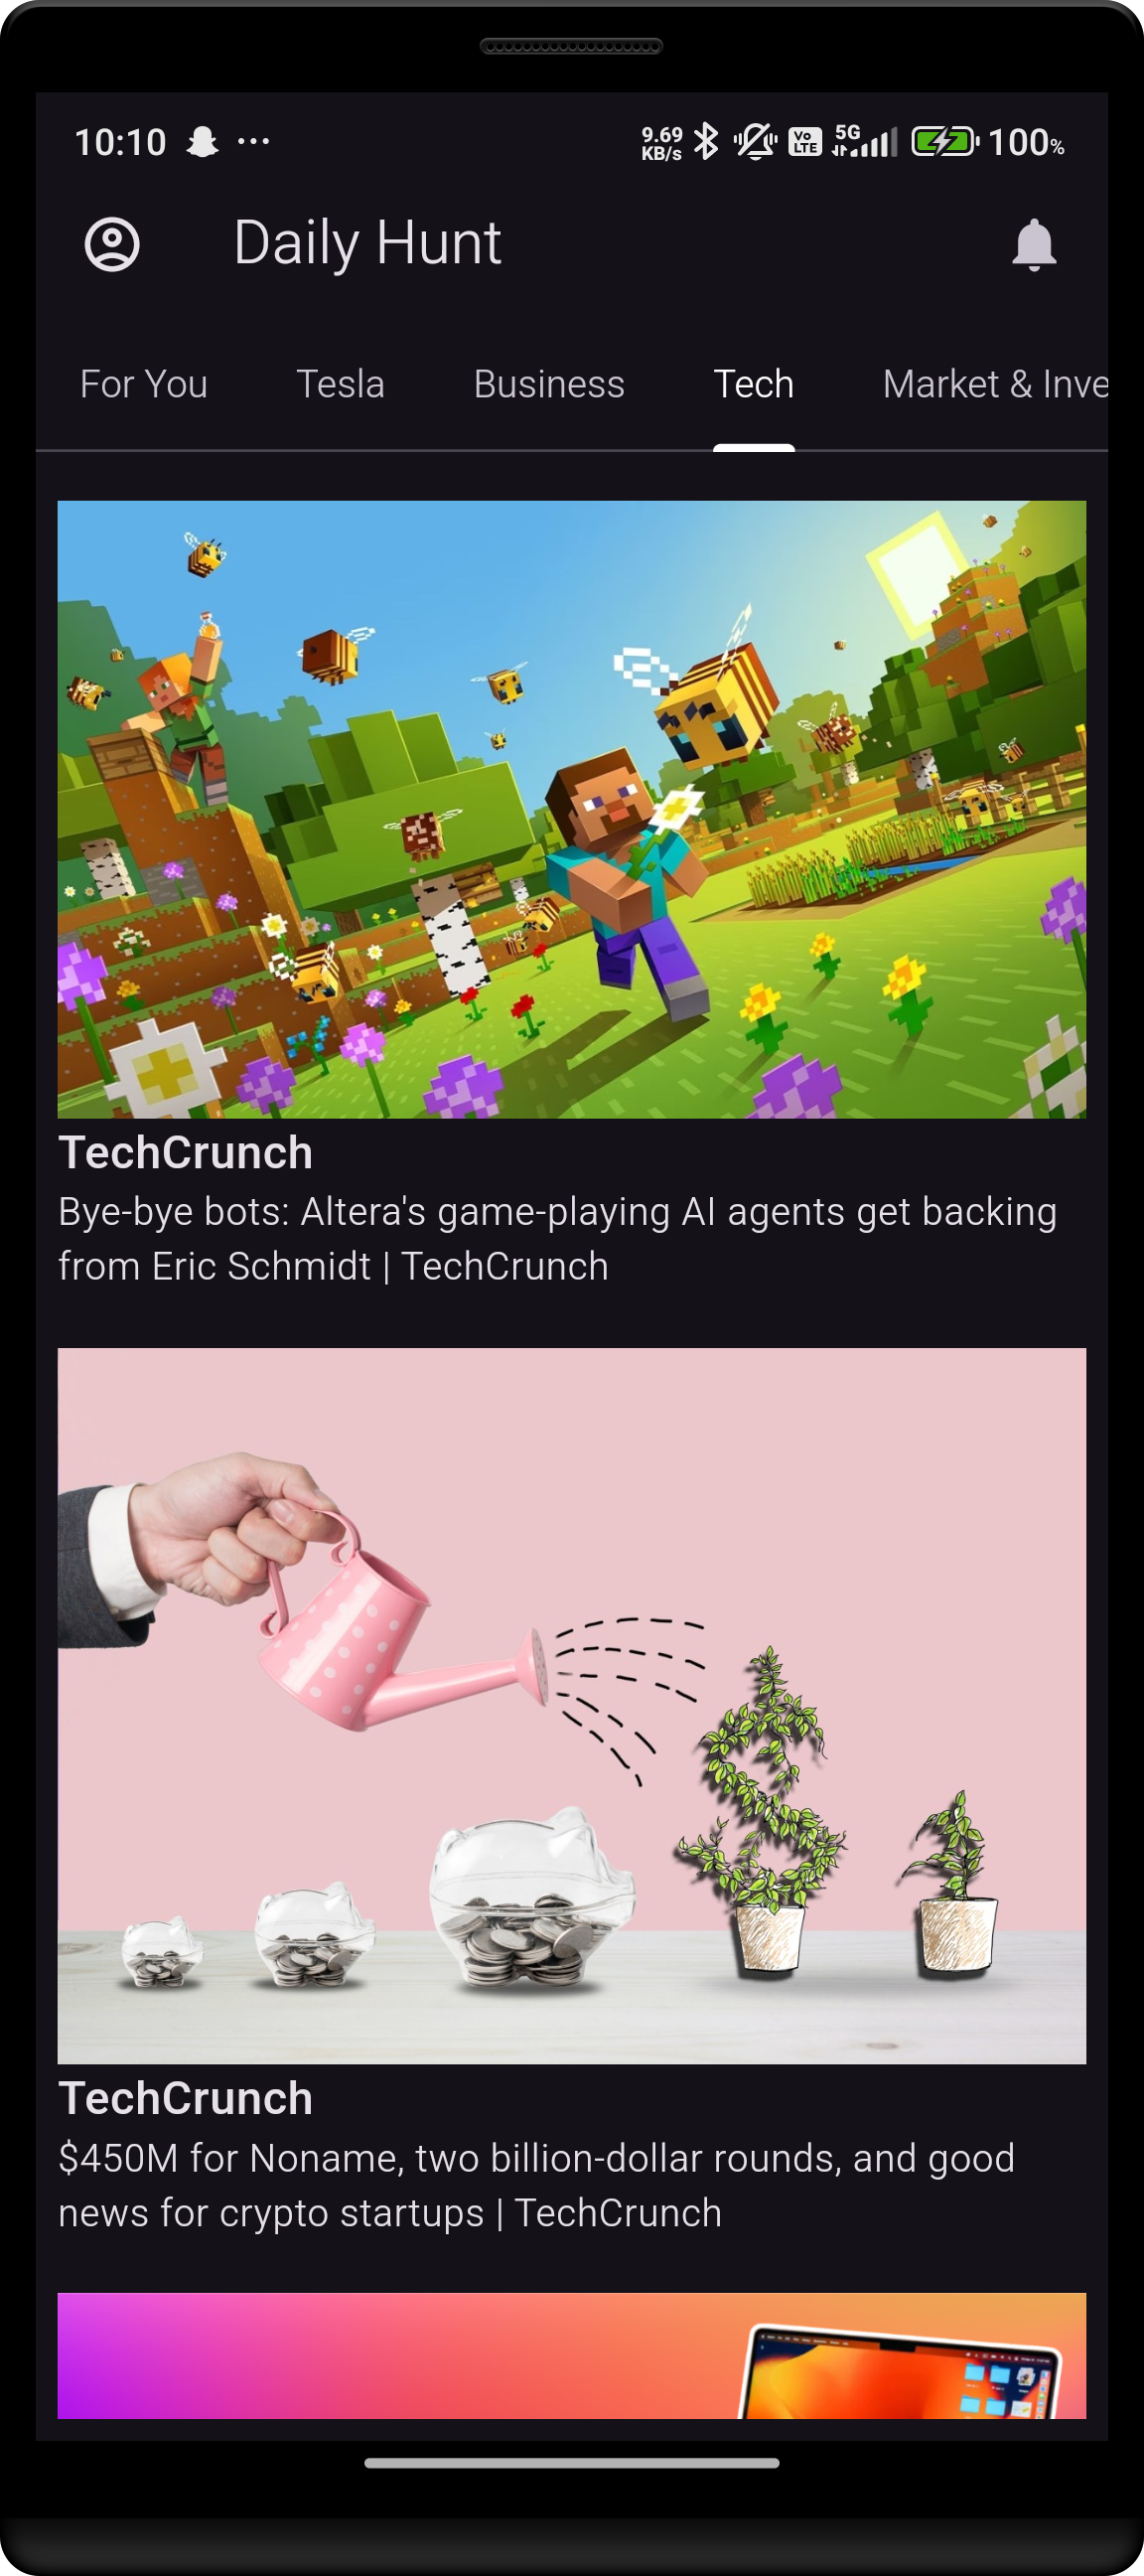 10:10 ... 9.69 KB/s Vo LTE 5G 100%
Daily Hunt
For You Tesla Business Tech Market & Inve
TechCrunch
Bye-bye bots: Altera's game-playing AI agents get backing
from Eric Schmidt | TechCrunch
TechCrunch
$450M for Noname, two billion-dollar rounds, and good
news for crypto startups | TechCrunch